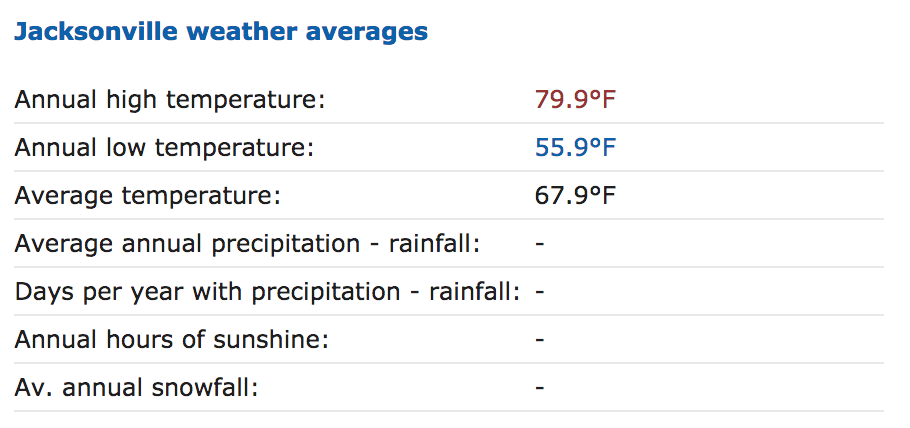 Jacksonville weather averages
Annual high temperature: 79.9°F
Annual low temperature: 55.9°F
Average temperature: 67.9°F
Average annual precipitation - rainfall: -
Days per year with precipitation - rainfall: -
Annual hours of sunshine: -
Av. annual snowfall: -